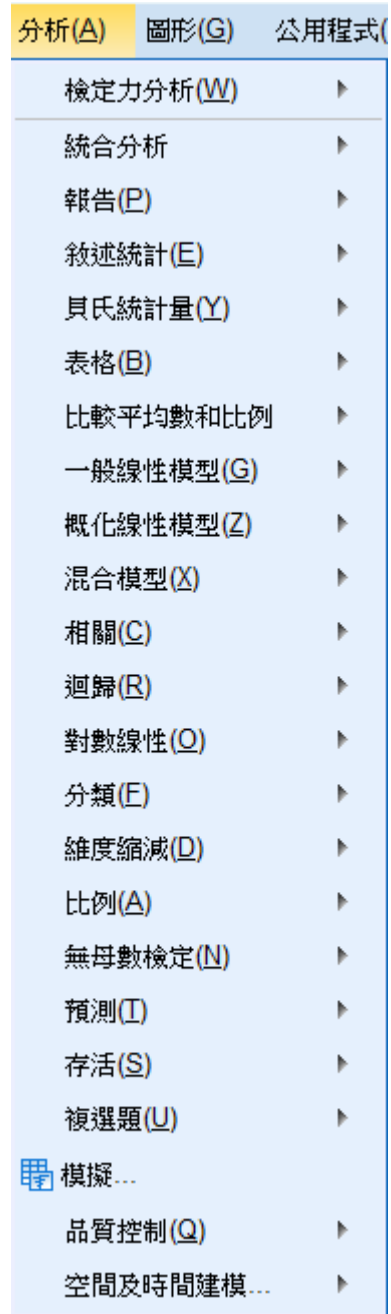 分析(A) 圖形(G) 公用程式(
檢定力分析(W)
統合分析
報告(P)
敘述統計(E)
貝氏統計量(Y)
表格(B)
比較平均數和比例
一般線性模型(G)
概化線性模型(Z)
混合模型(X)
相關(C)
迴歸(R)
對數線性(O)
分類(F)
維度縮減(D)
比例(A)
無母數檢定(N)
預測(T)
存活(S)
複選題(U)
模擬...
品質控制(Q)
空間及時間建模...